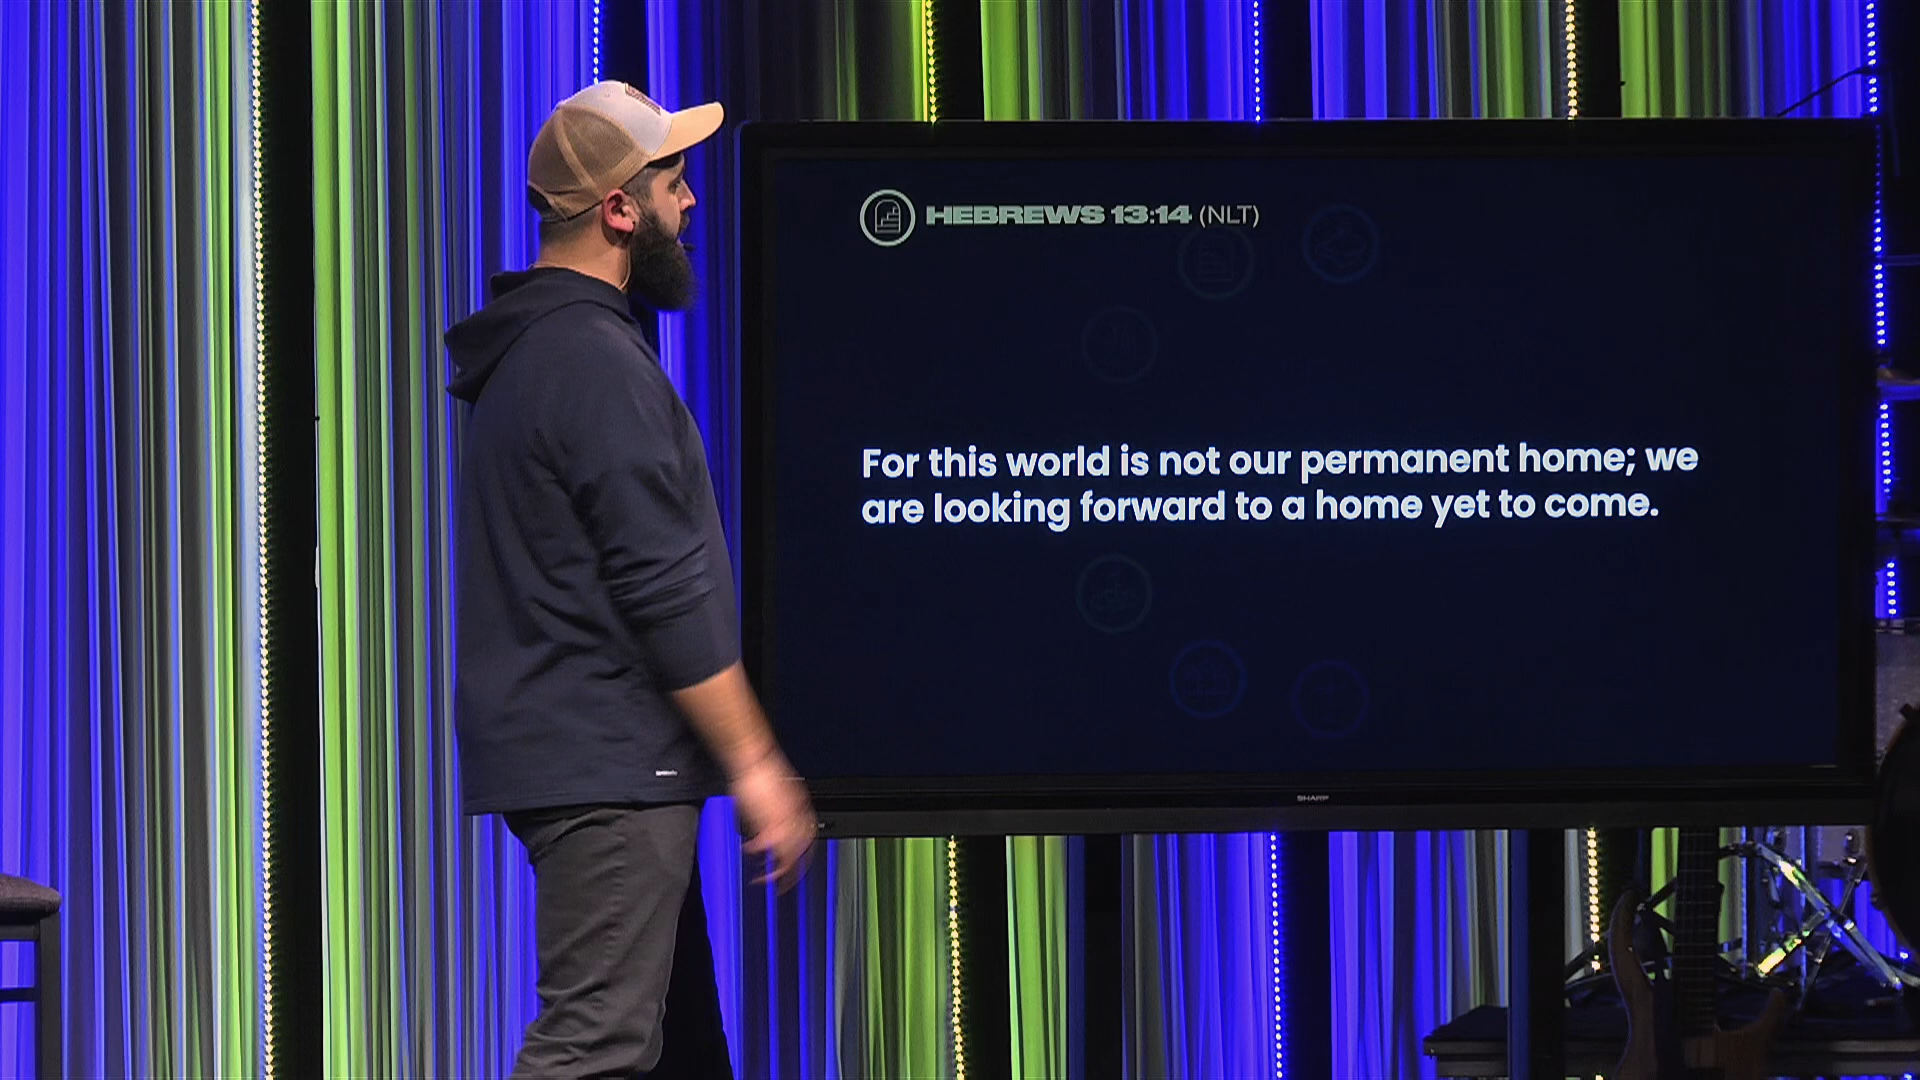 HEBREWS 13:14 (NLT)
For this world is not our permanent home; we
are looking forward to a home yet to come.
SHARP